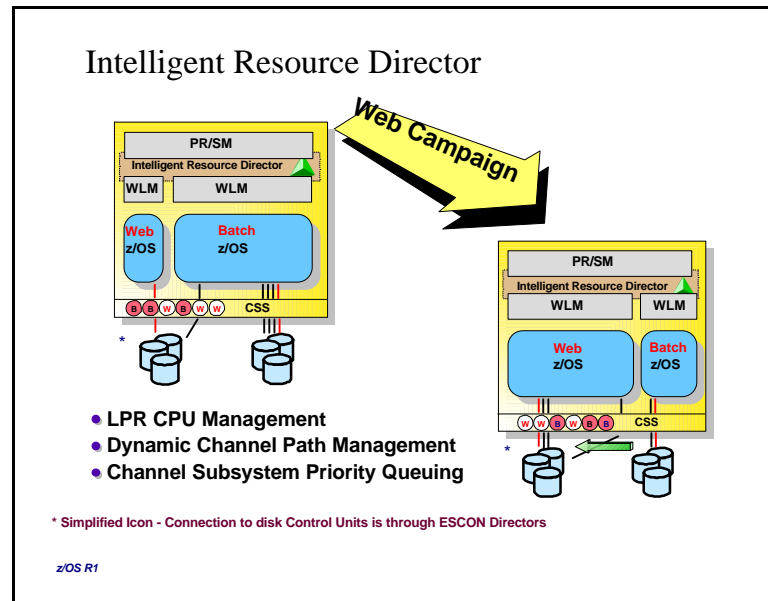 Intelligent Resource Director
Web Campaign
PR/SM
Intelligent Resource Director
WLM WLM
Web Batch
z/OS z/OS
B B W B W W CSS
*
PR/SM
Intelligent Resource Director
WLM WLM
Web Batch
z/OS z/OS
W W B W B B CSS
*
LPR CPU Management
Dynamic Channel Path Management
Channel Subsystem Priority Queuing
* Simplified Icon - Connection to disk Control Units is through ESCON Directors
z/OS R1